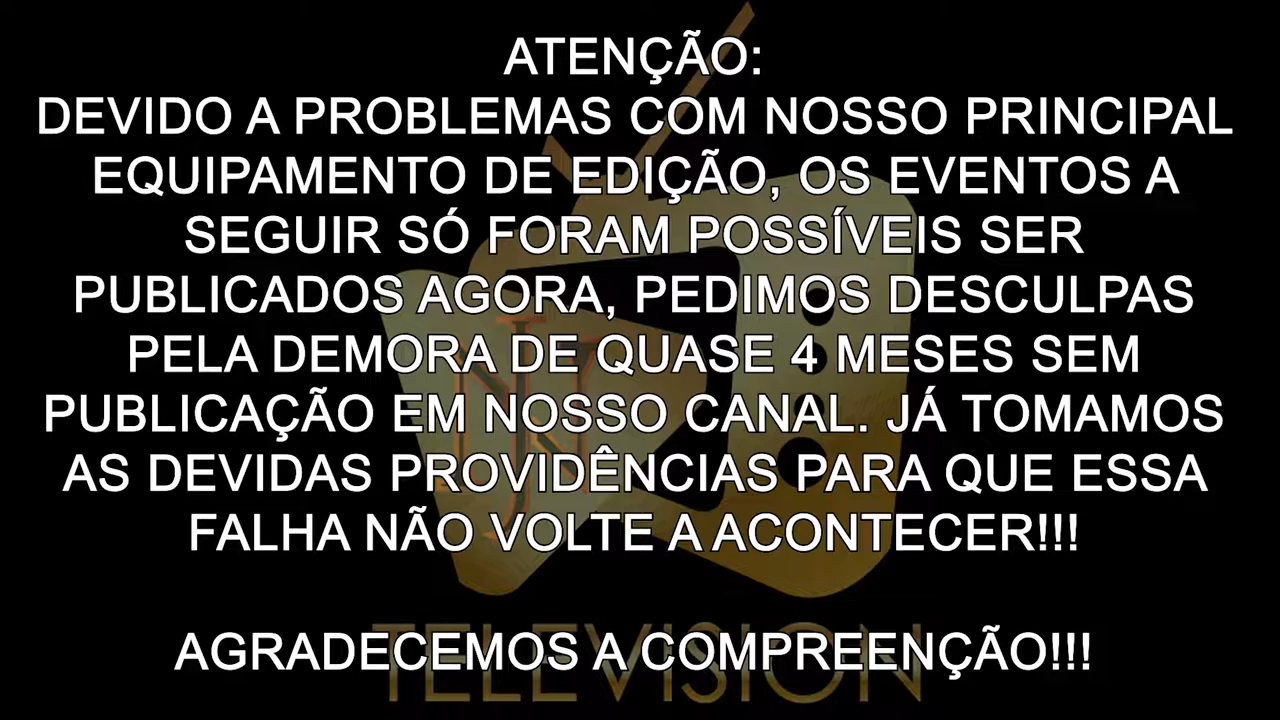 ATENÇÃO:
DEVIDO A PROBLEMAS COM NOSSO PRINCIPAL
EQUIPAMENTO DE EDIÇÃO, OS EVENTOS A
SEGUIR SÓ FORAM POSSÍVEIS SER
PUBLICADOS AGORA, PEDIMOS DESCULPAS
PELA DEMORA DE QUASE 4 MESES SEM
PUBLICAÇÃO EM NOSSO CANAL. JÁ TOMAMOS
AS DEVIDAS PROVIDÊNCIAS PARA QUE ESSA
FALHA NÃO VOLTE A ACONTECER!!!
AGRADECEMOS A COMPREENÇÃO!!!
TELEVISION